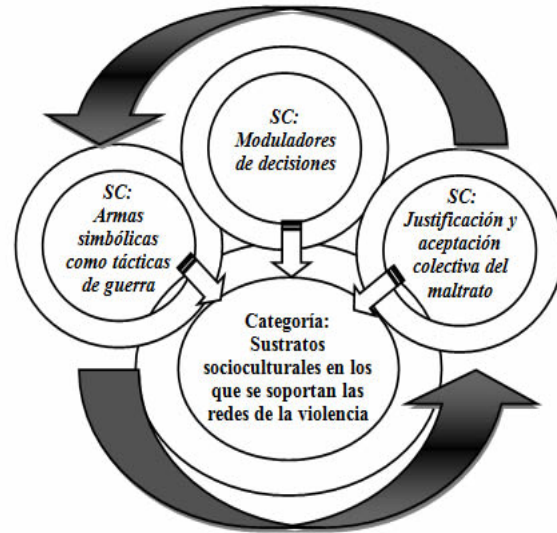 SC:
Moduladores
de decisiones
SC:
Armas
simbólicas
como tácticas
de guerra
SC:
Justificación y
aceptación
colectiva del
maltrato
Categoría:
Sustratos
socioculturales en los
que se soportan las
redes de la violencia